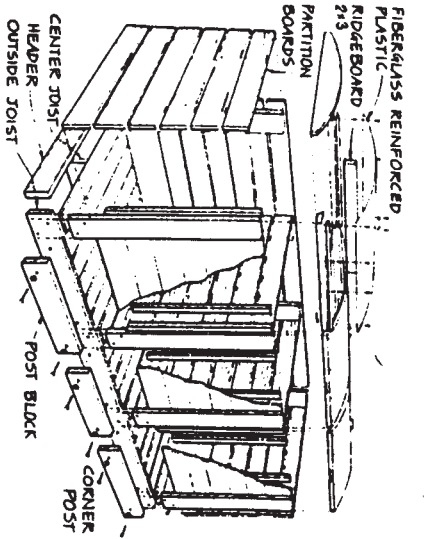 FIBERGLASS REINFORCED
PLASTIC
RIDGEBOARD
2x3
PARTITION
BOARDS
CENTER JOIST
HEADER
OUTSIDE JOIST
POST BLOCK
CORNER
POST